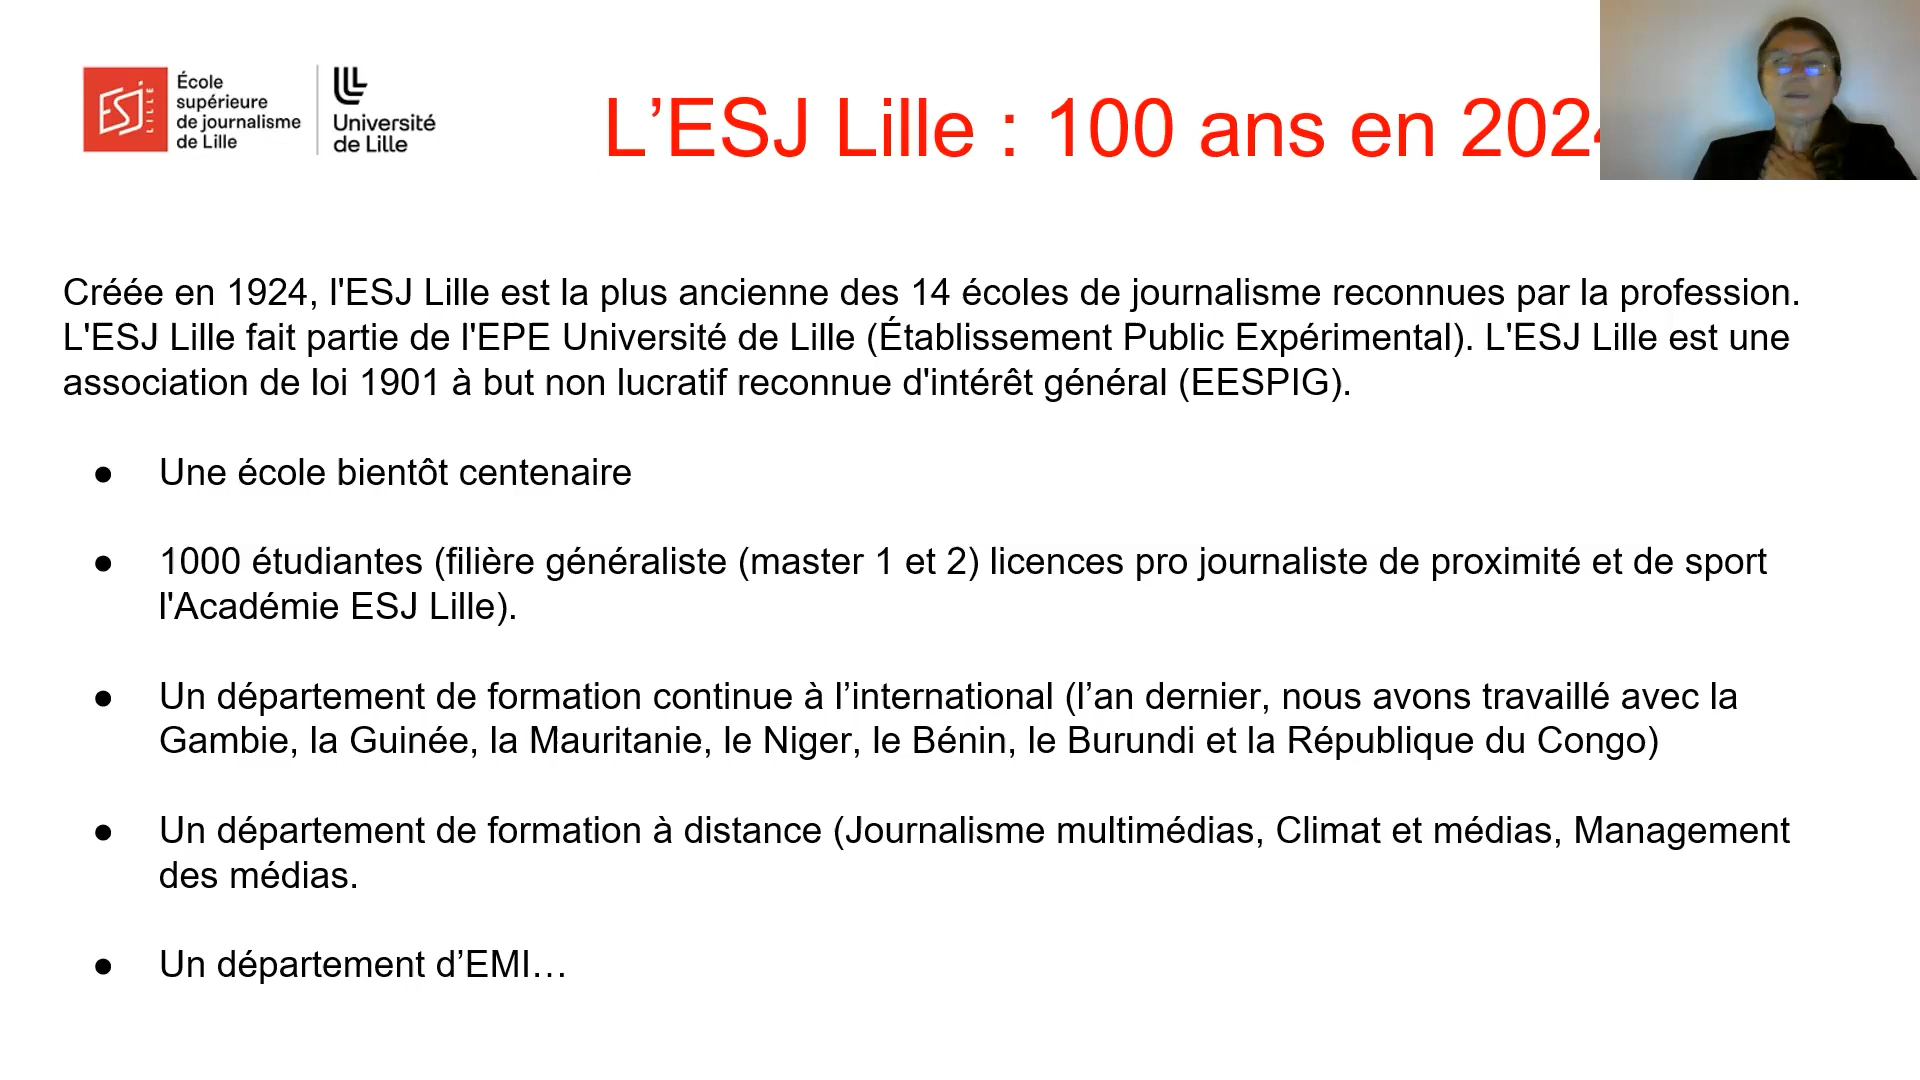 ESJ
LILLE
École
supérieure
de journalisme
de Lille
Université
de Lille
L’ESJ Lille : 100 ans en 2024
Créée en 1924, l'ESJ Lille est la plus ancienne des 14 écoles de journalisme reconnues par la profession.
L'ESJ Lille fait partie de l'EPE Université de Lille (Établissement Public Expérimental). L'ESJ Lille est une
association de loi 1901 à but non lucratif reconnue d'intérêt général (EESPIG).
● Une école bientôt centenaire
● 1000 étudiantes (filière généraliste (master 1 et 2) licences pro journaliste de proximité et de sport
l'Académie ESJ Lille).
● Un département de formation continue à l’international (l’an dernier, nous avons travaillé avec la
Gambie, la Guinée, la Mauritanie, le Niger, le Bénin, le Burundi et la République du Congo)
● Un département de formation à distance (Journalisme multimédias, Climat et médias, Management
des médias.
● Un département d’EMI…